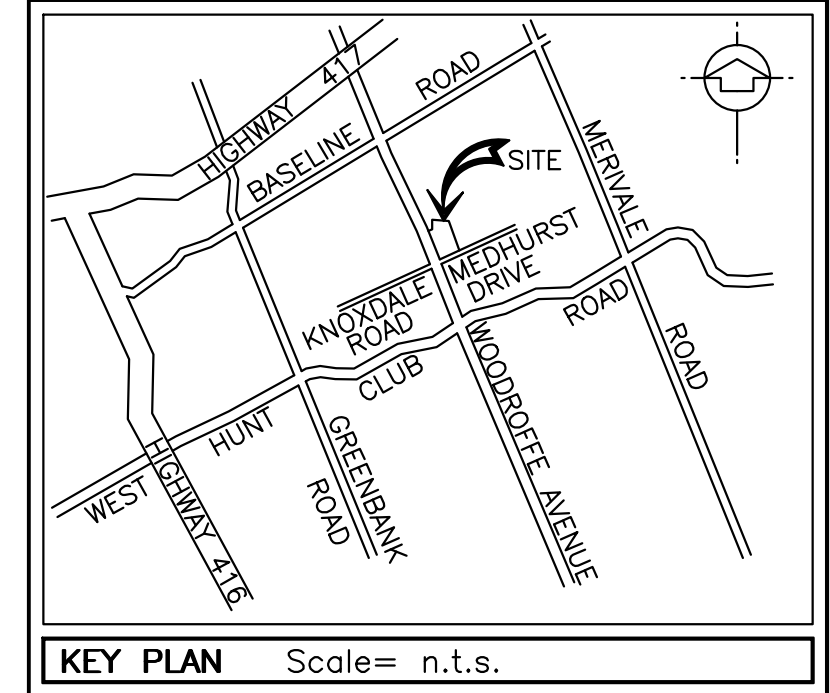 HIGHWAY 417
BASELINE ROAD
SITE
MERIVALE ROAD
MEDHURST
DRIVE
KNOXDALE
ROAD
WEST HUNT CLUB ROAD
WOODROFFE AVENUE
GREENBANK
ROAD
HIGHWAY 416
KEY PLAN Scale= n.t.s.